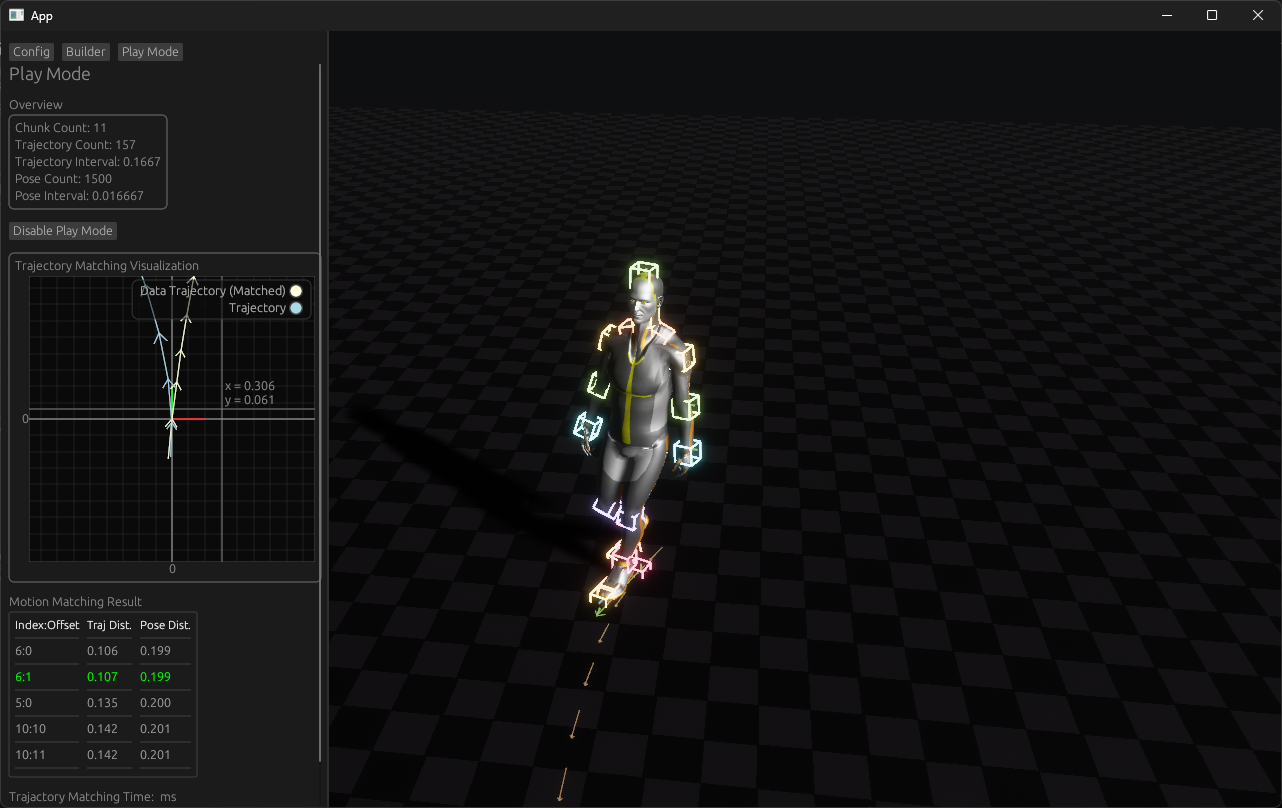 App
Config Builder Play Mode
Play Mode
Overview
Chunk Count: 11
Trajectory Count: 157
Trajectory Interval: 0.1667
Pose Count: 1500
Pose Interval: 0.016667
Disable Play Mode
Trajectory Matching Visualization
Data Trajectory (Matched)
Trajectory
x = 0.306
y = 0.061
0
0
Motion Matching Result
Index:Offset Traj Dist. Pose Dist.
6:0 0.106 0.199
6:1 0.107 0.199
5:0 0.135 0.200
10:10 0.142 0.201
10:11 0.142 0.201
Trajactory Matching Time: ms